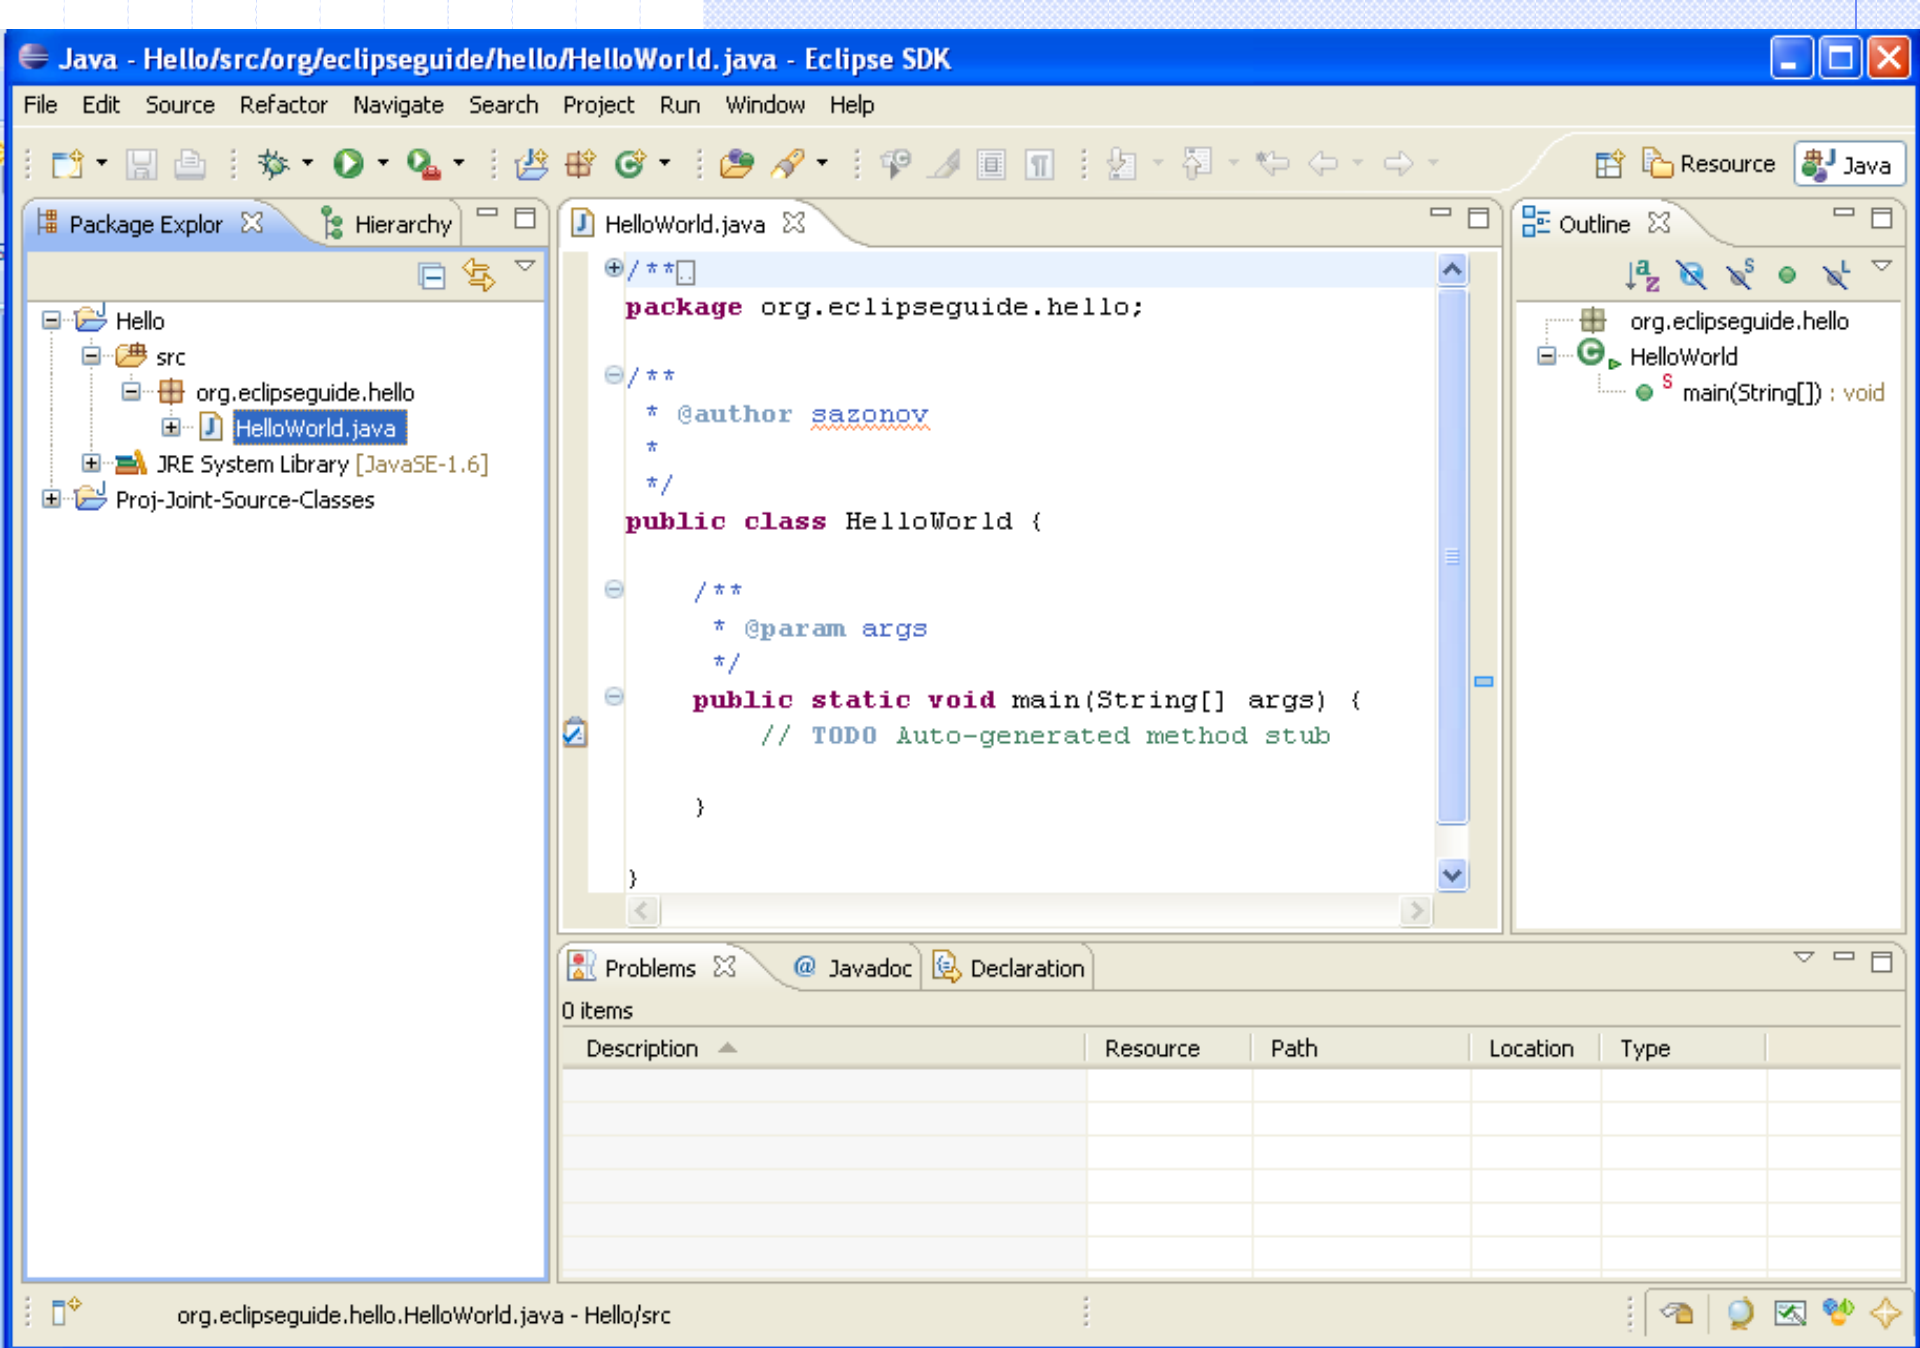 Java - Hello/src/org/eclipseguide/hello/HelloWorld.java - Eclipse SDK
File Edit Source Refactor Navigate Search Project Run Window Help
Resource Java
Package Explor Hierarchy
Hello
src
org.eclipseguide.hello
HelloWorld.java
JRE System Library [JavaSE-1.6]
Proj-Joint-Source-Classes
HelloWorld.java
/**
package org.eclipseguide.hello;
/**
* @author sazonov
*
*/
public class HelloWorld {
/**
* @param args
*/
public static void main(String[] args) {
// TODO Auto-generated method stub
}
}
Outline
org.eclipseguide.hello
HelloWorld
main(String[]) : void
Problems Javadoc Declaration
0 items
Description Resource Path Location Type
org.eclipseguide.hello.HelloWorld.java - Hello/src